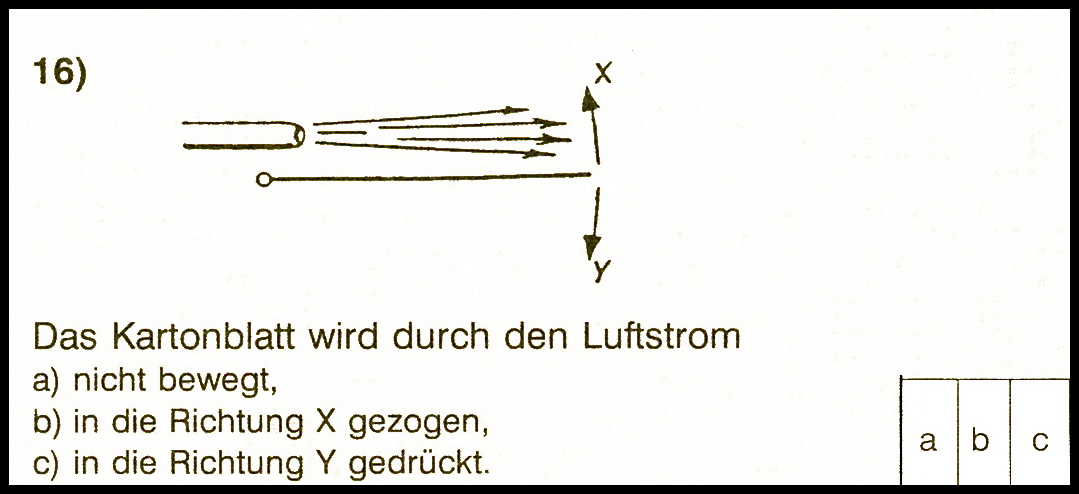 16)
X
Y
Das Kartonblatt wird durch den Luftstrom
a) nicht bewegt,
b) in die Richtung X gezogen,
c) in die Richtung Y gedrückt.
a b c